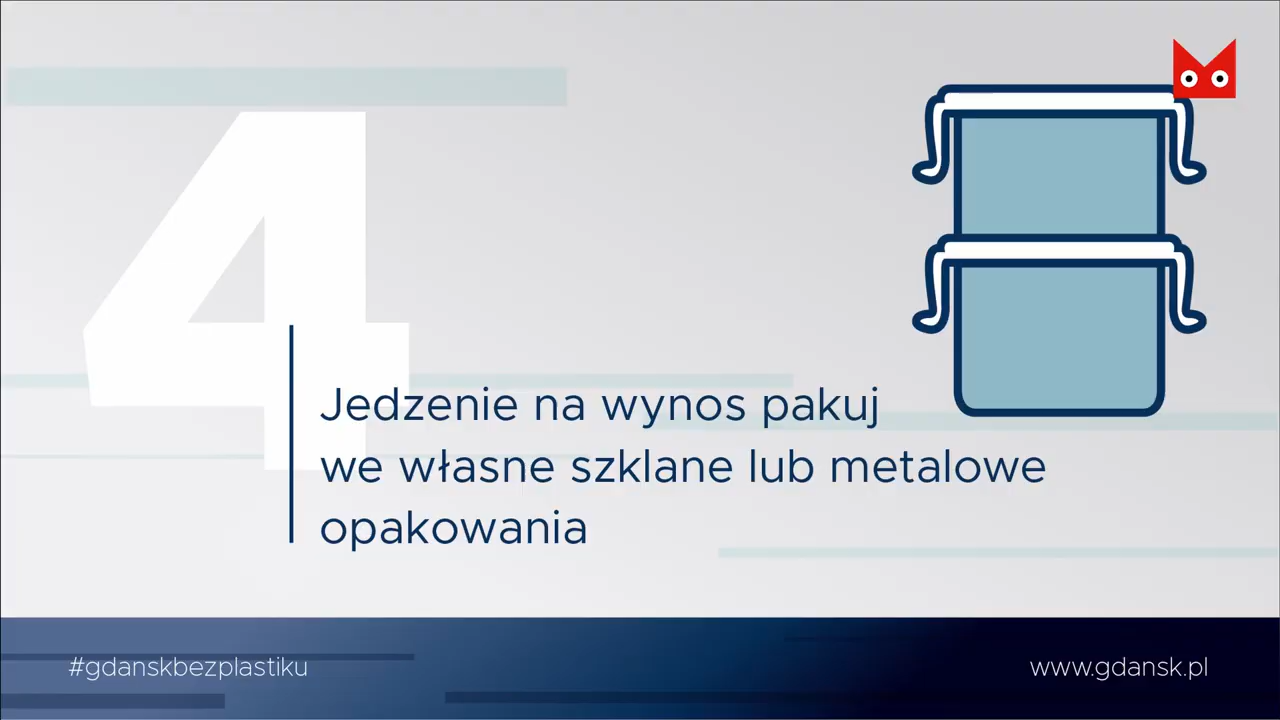 4
Jedzenie na wynos pakuj
we własne szklane lub metalowe
opakowania
#gdanskbezplastiku
www.gdansk.pl